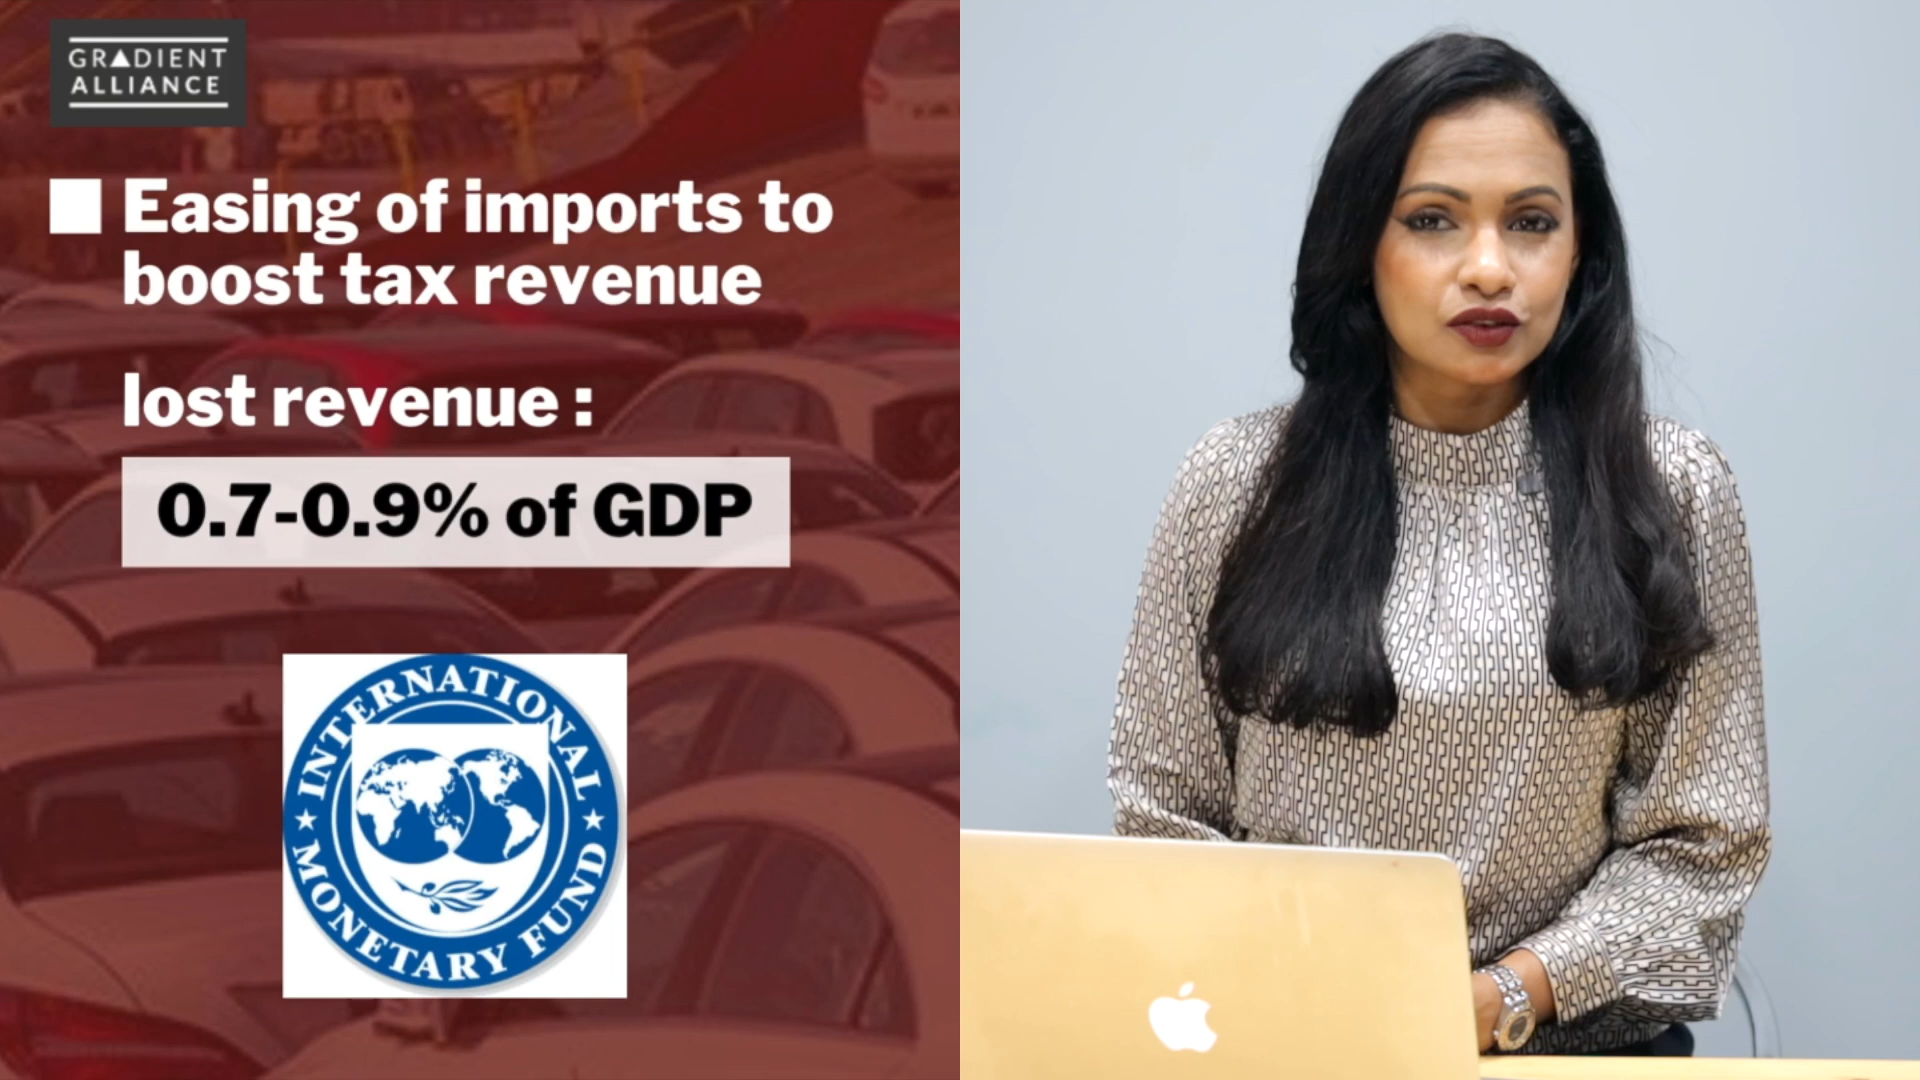 GRADIENT
ALLIANCE
Easing of imports to
boost tax revenue
lost revenue :
0.7-0.9% of GDP
INTERNATIONAL
MONETARY FUND